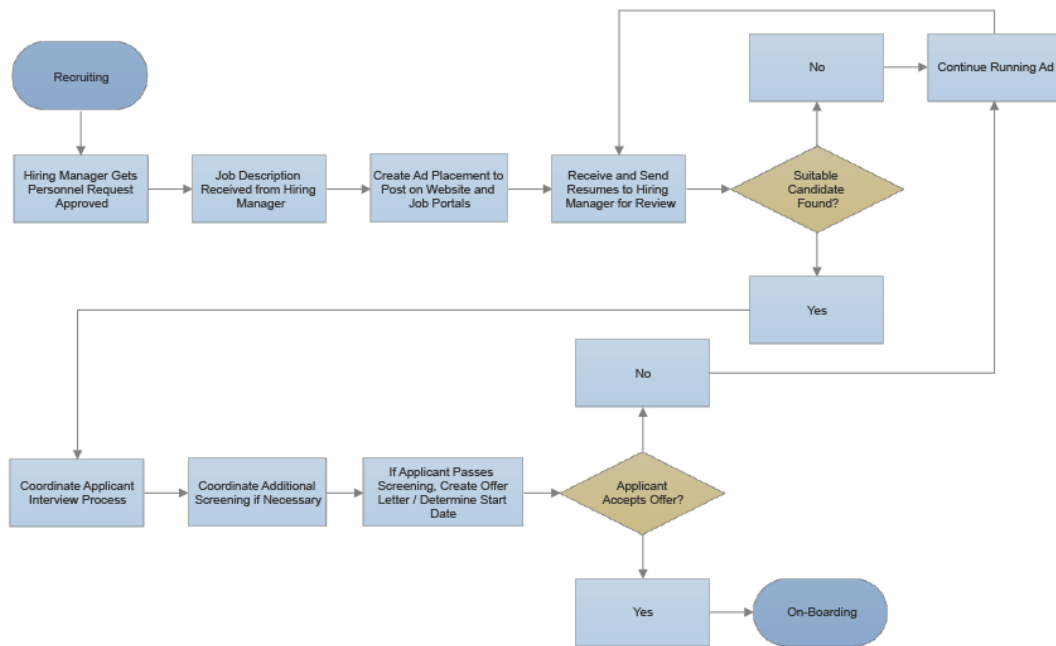 Recruiting
No
Continue Running Ad
Hiring Manager Gets
Personnel Request
Approved
Job Description
Received from Hiring
Manager
Create Ad Placement to
Post on Website and
Job Portals
Receive and Send
Resumes to Hiring
Manager for Review
Suitable
Candidate
Found?
Yes
No
Coordinate Applicant
Interview Process
Coordinate Additional
Screening if Necessary
If Applicant Passes
Screening, Create Offer
Letter / Determine Start
Date
Applicant
Accepts Offer?
Yes
On-Boarding